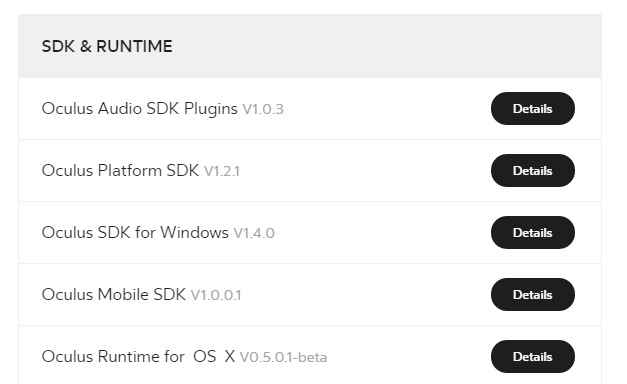 SDK & RUNTIME
Oculus Audio SDK Plugins V1.0.3 Details
Oculus Platform SDK V1.2.1 Details
Oculus SDK for Windows V1.4.0 Details
Oculus Mobile SDK V1.0.0.1 Details
Oculus Runtime for OS X V0.5.0.1-beta Details